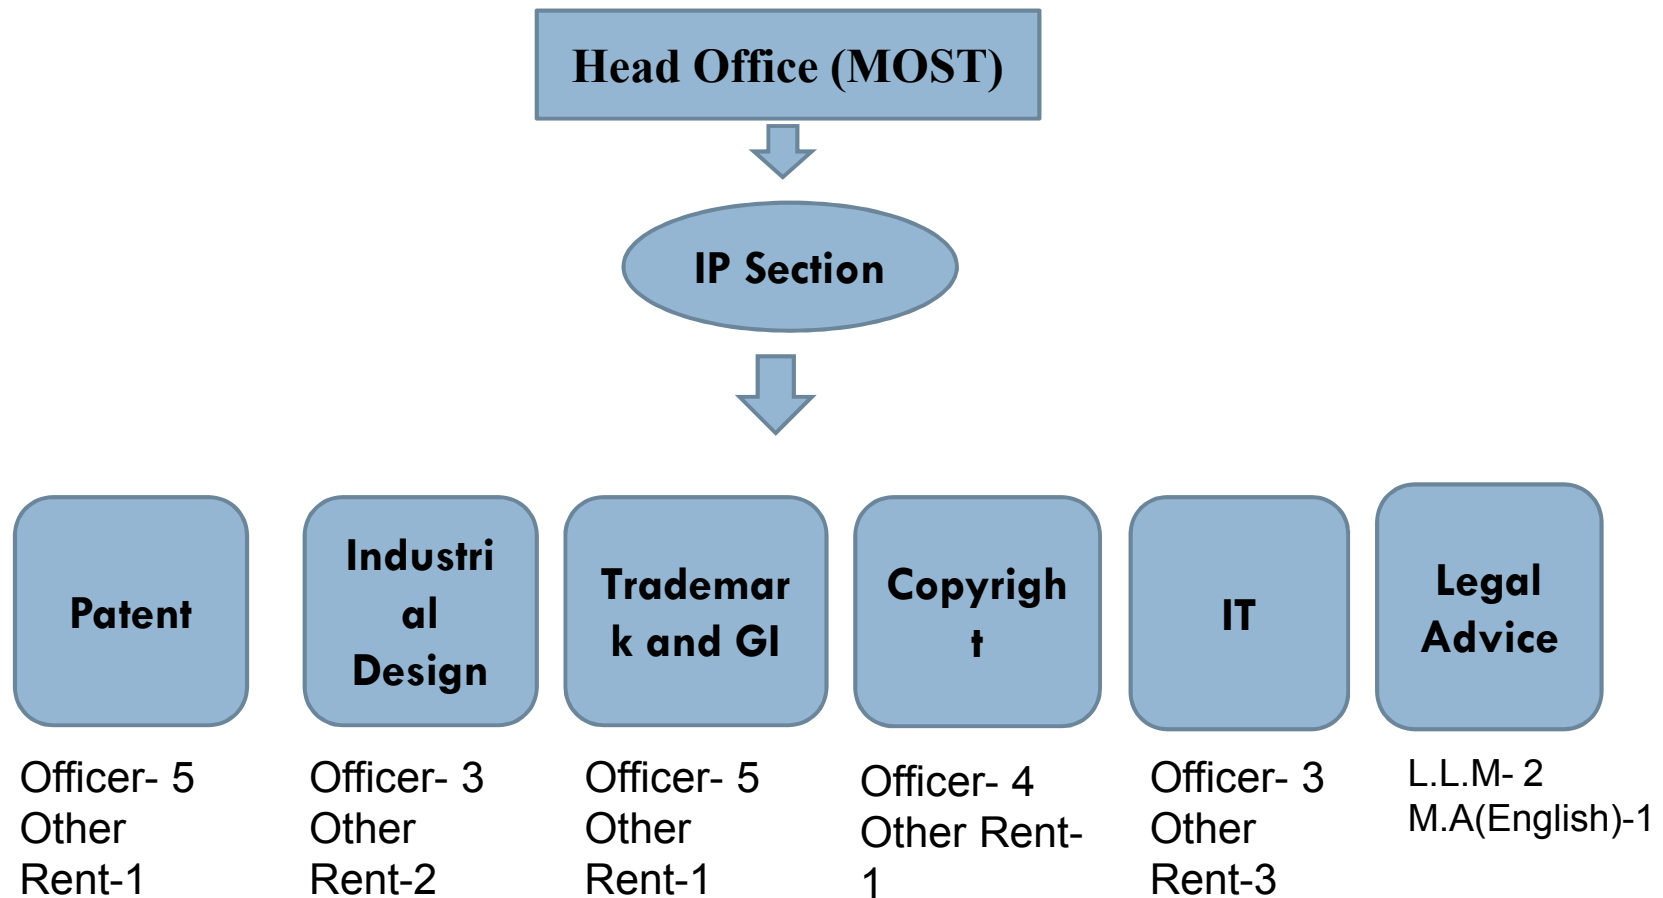 Head Office (MOST)
IP Section
Patent
Industri
al
Design
Trademar
k and GI
Copyrigh
t
IT
Legal
Advice
Officer- 5
Other
Rent-1
Officer- 3
Other
Rent-2
Officer- 5
Other
Rent-1
Officer- 4
Other Rent-
1
Officer- 3
Other
Rent-3
L.L.M- 2
M.A(English)-1